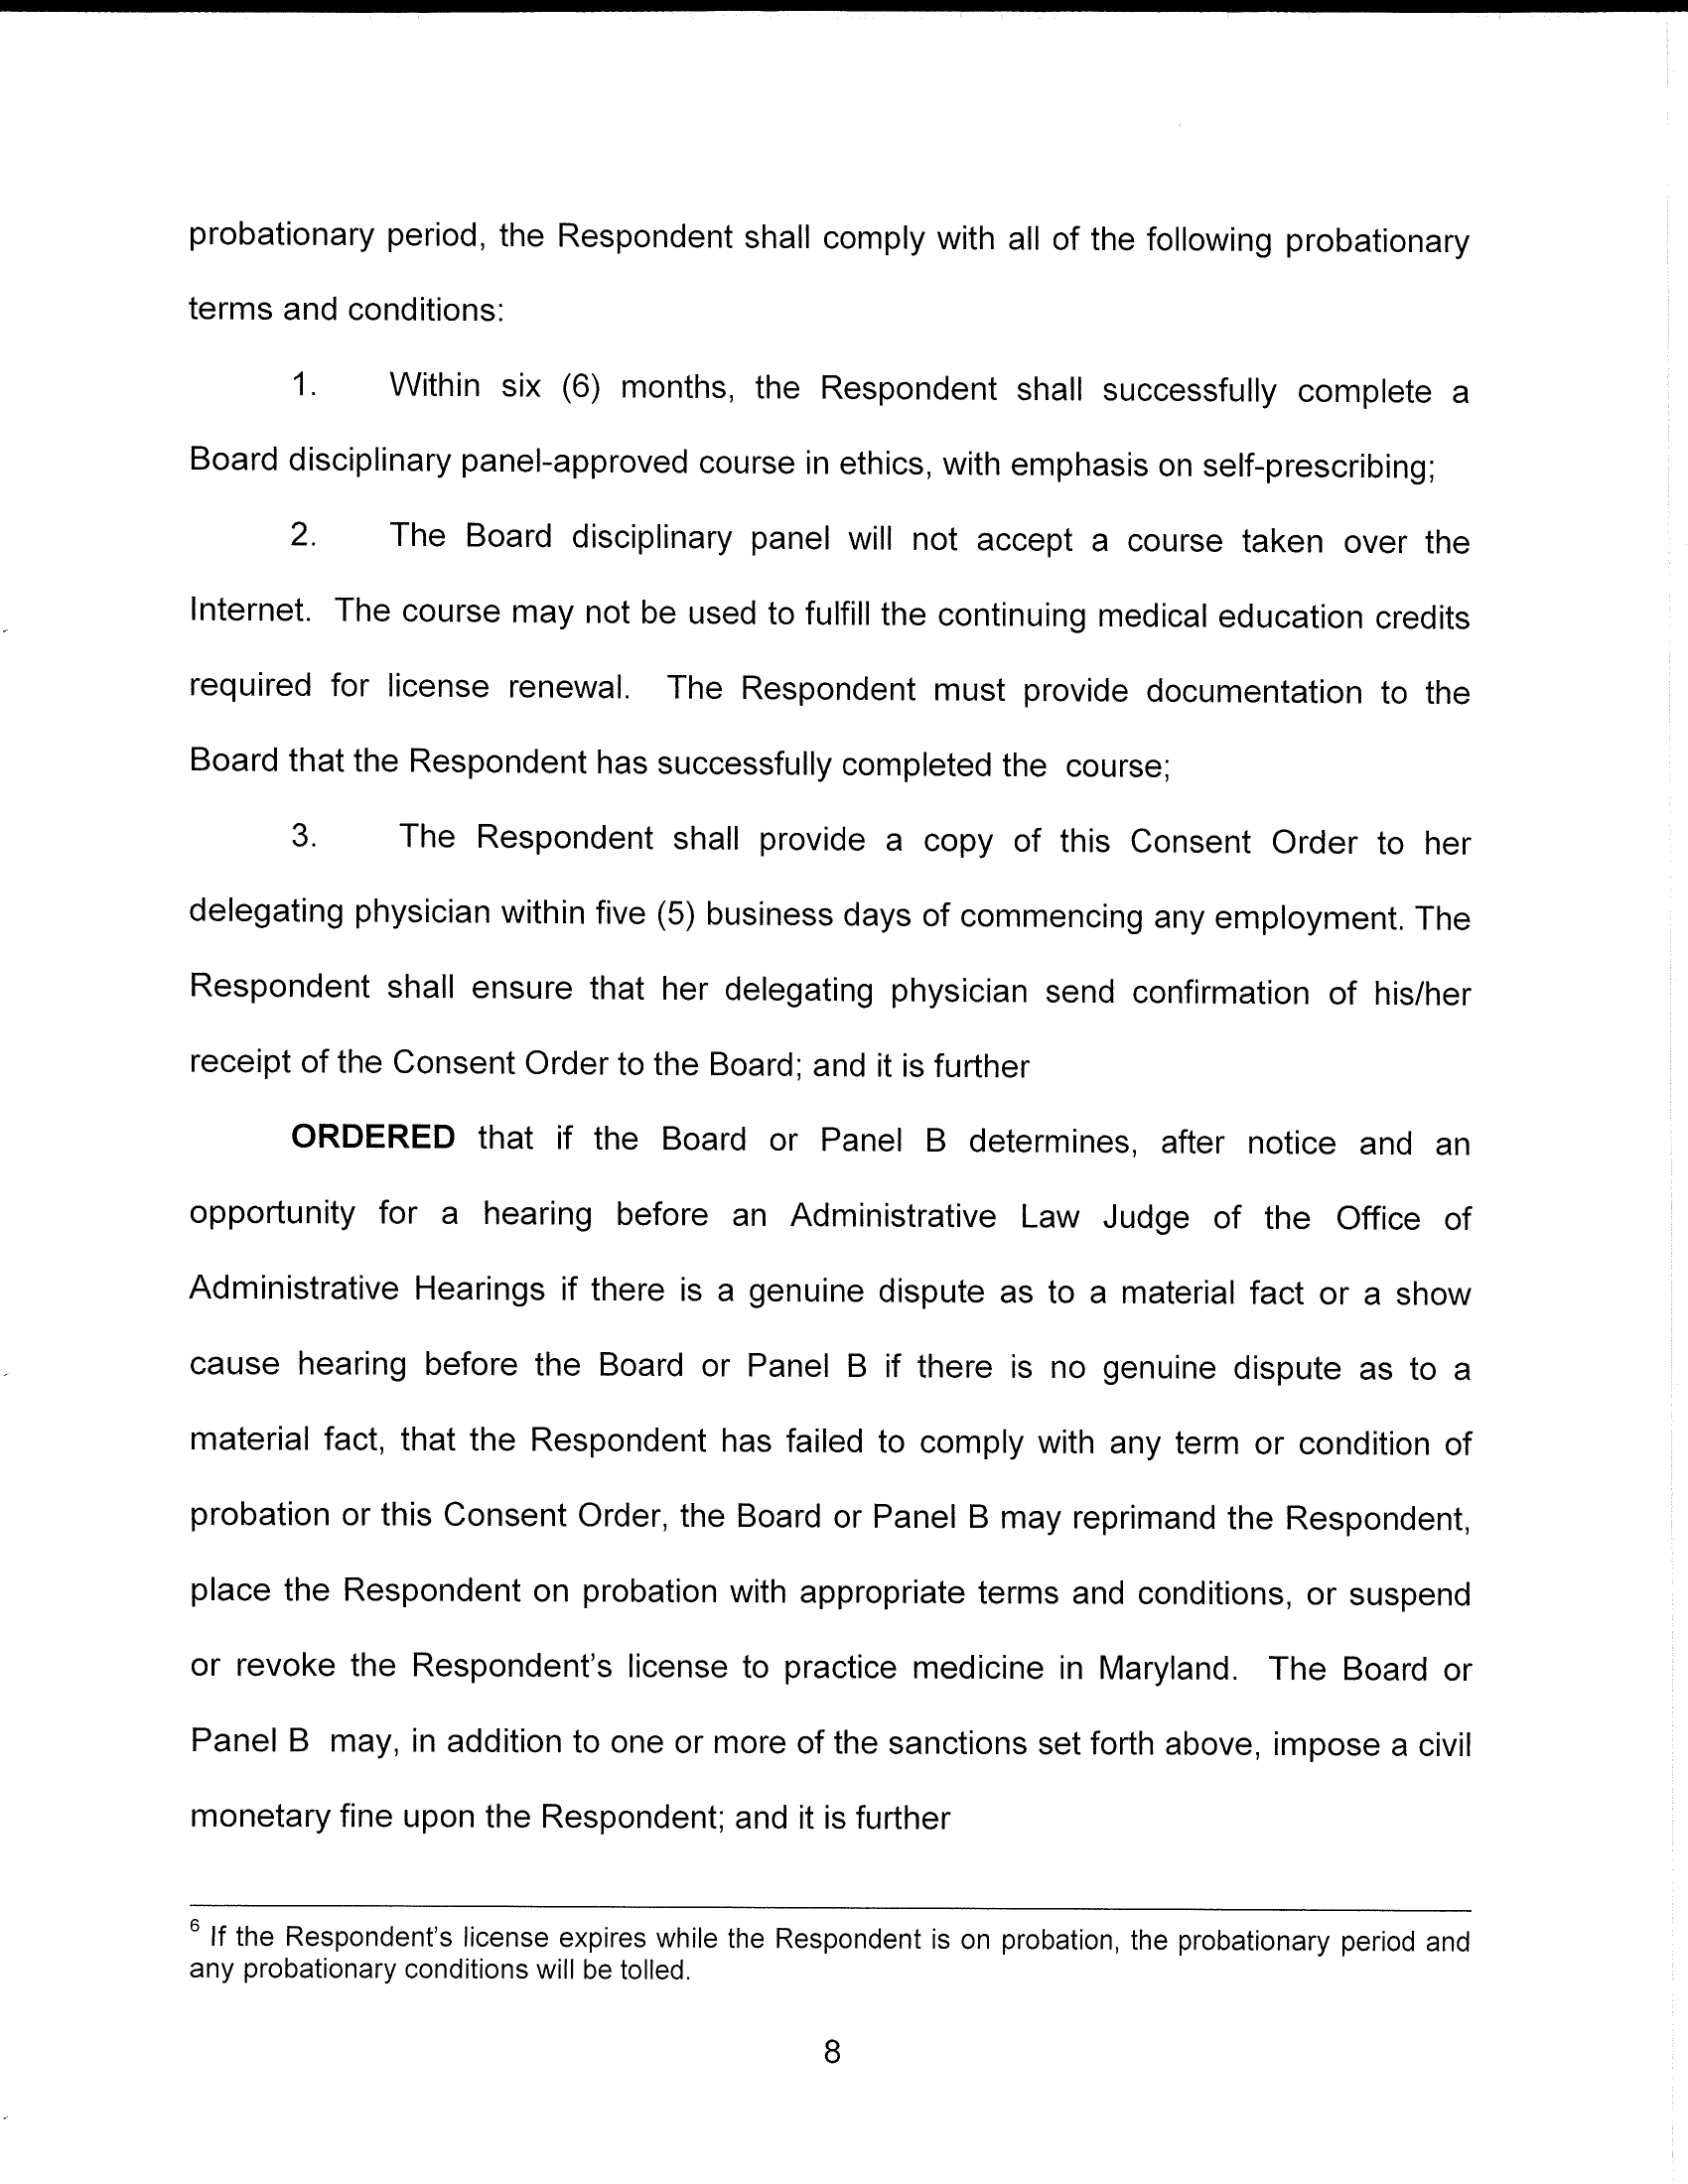 probationary period, the Respondent shall comply with all of the following probationary
terms and conditions:
1. Within six (6) months, the Respondent shall successfully complete a
Board disciplinary panel-approved course in ethics, with emphasis on self-prescribing;
2. The Board disciplinary panel will not accept a course taken over the
Internet. The course may not be used to fulfill the continuing medical education credits
required for license renewal. The Respondent must provide documentation to the
Board that the Respondent has successfully completed the course;
3. The Respondent shall provide a copy of this Consent Order to her
delegating physician within five (5) business days of commencing any employment. The
Respondent shall ensure that her delegating physician send confirmation of his/her
receipt of the Consent Order to the Board; and it is further
ORDERED that if the Board or Panel B determines, after notice and an
opportunity for a hearing before an Administrative Law Judge of the Office of
Administrative Hearings if there is a genuine dispute as to a material fact or a show
cause hearing before the Board or Panel B if there is no genuine dispute as to a
material fact, that the Respondent has failed to comply with any term or condition of
probation or this Consent Order, the Board or Panel B may reprimand the Respondent,
place the Respondent on probation with appropriate terms and conditions, or suspend
or revoke the Respondent's license to practice medicine in Maryland. The Board or
Panel B may, in addition to one or more of the sanctions set forth above, impose a civil
monetary fine upon the Respondent; and it is further
6 If the Respondent's license expires while the Respondent is on probation, the probationary period and
any probationary conditions will be tolled.
8